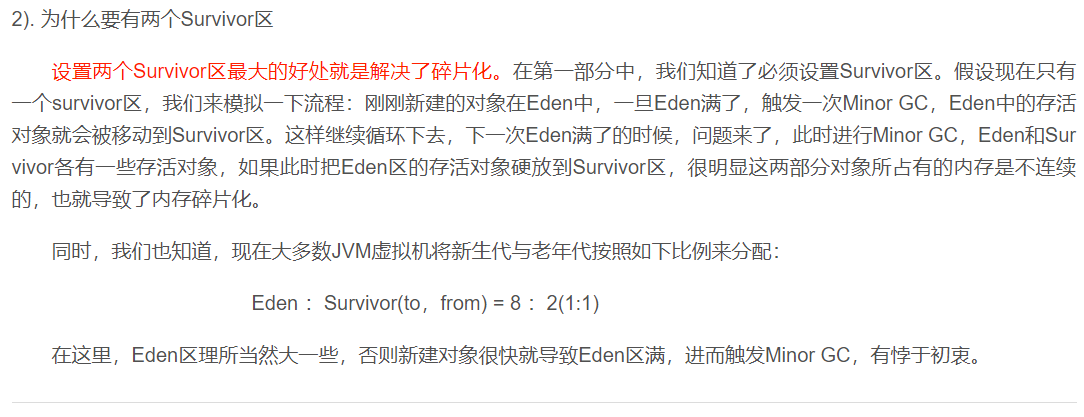 2). 为什么要有两个Survivor区
设置两个Survivor区最大的好处就是解决了碎片化。在第一部分中，我们知道了必须设置Survivor区。假设现在只有
一个survivor区，我们来模拟一下流程：刚刚新建的对象在Eden中，一旦Eden满了，触发一次Minor GC，Eden中的存活
对象就会被移动到Survivor区。这样继续循环下去，下一次Eden满了的时候，问题来了，此时进行Minor GC，Eden和Sur
vivor各有一些存活对象，如果此时把Eden区的存活对象硬放到Survivor区，很明显这两部分对象所占有的内存是不连续
的，也就导致了内存碎片化。
同时，我们也知道，现在大多数JVM虚拟机将新生代与老年代按照如下比例来分配：
Eden ：Survivor(to，from) = 8 ：2(1:1)
在这里，Eden区理所当然大一些，否则新建对象很快就导致Eden区满，进而触发Minor GC，有悖于初衷。